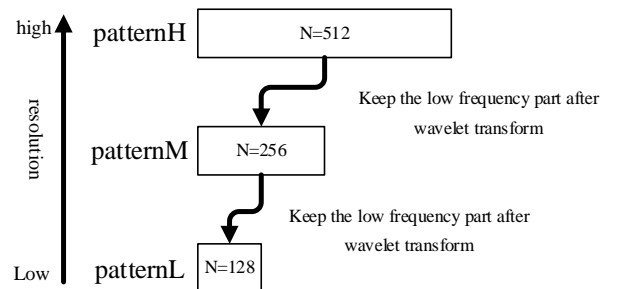 high
patternH
N=512
resolution
Keep the low frequency part after
wavelet transform
patternM
N=256
Keep the low frequency part after
wavelet transform
Low
patternL
N=128